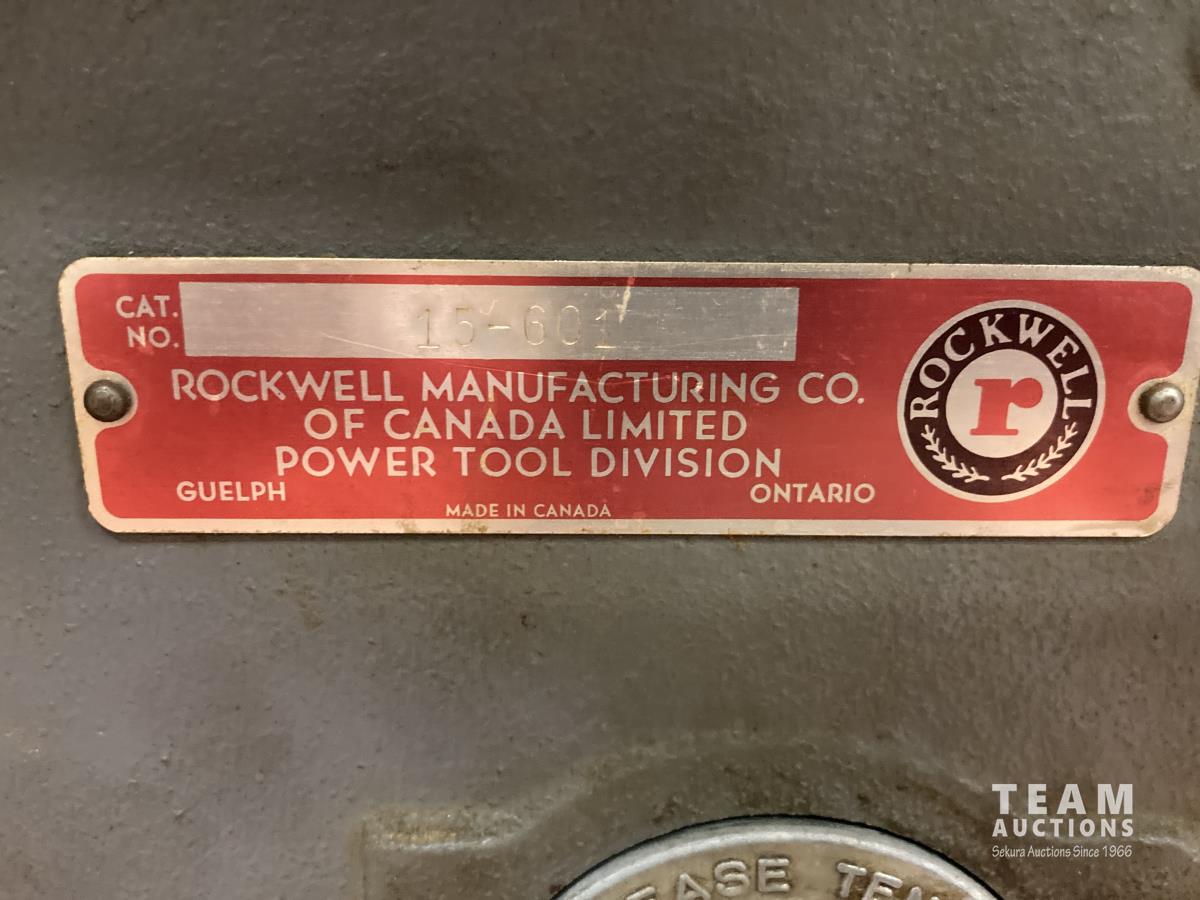 CAT.
NO.
15-601
ROCKWELL MANUFACTURING CO.
OF CANADA LIMITED
POWER TOOL DIVISION
GUELPH
ONTARIO
MADE IN CANADA
ROCKWELL
r
TEAM
AUCTIONS
Sekura Auctions Since 1966